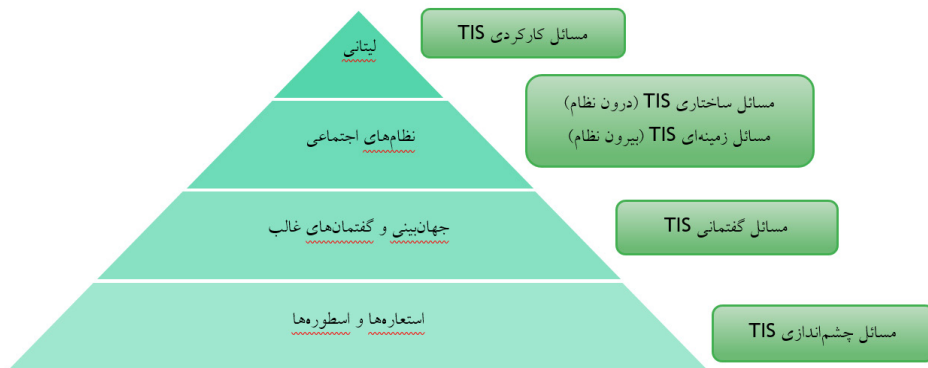 لیتانی
مسائل کارکردی TIS
نظام‌های اجتماعی
مسائل ساختاری TIS (درون نظام)
مسائل زمینه‌ای TIS (بیرون نظام)
جهان‌بینی و گفتمان‌های غالب
مسائل گفتمانی TIS
استعاره‌ها و اسطوره‌ها
مسائل چشم‌اندازی TIS